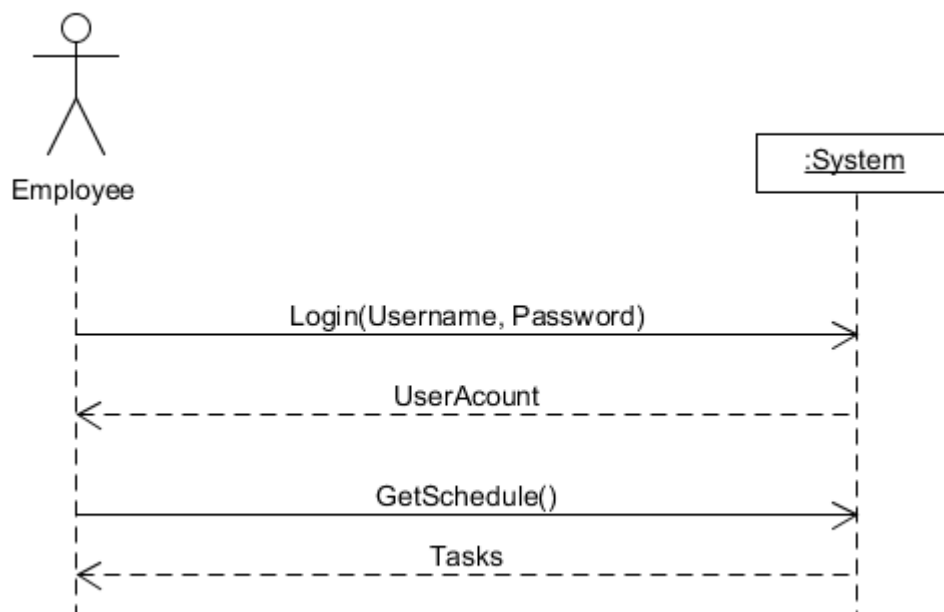 :System
Employee
Login(Username, Password)
UserAcount
GetSchedule()
Tasks